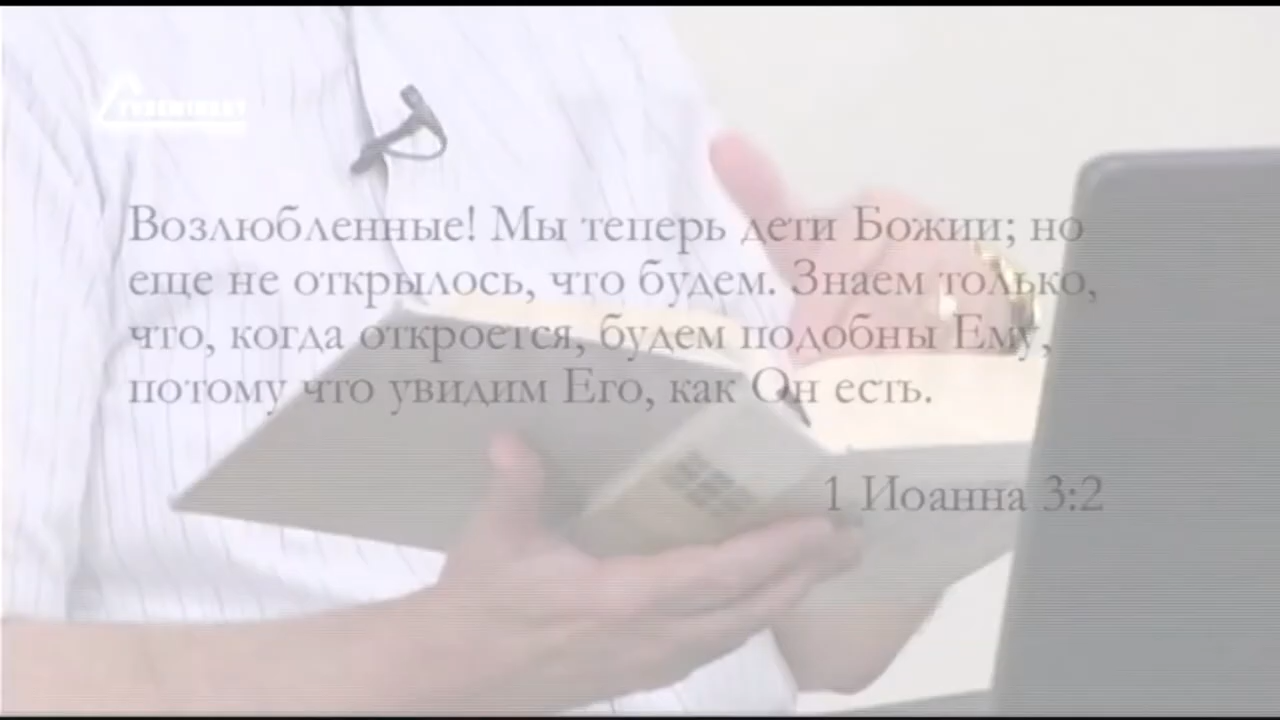 Возлюбленные! Мы теперь дети Божии; но
еще не открылось, что будем. Знаем только,
что, когда откроется, будем подобны Ему,
потому что увидим Его, как Он есть.
1 Иоанна 3:2